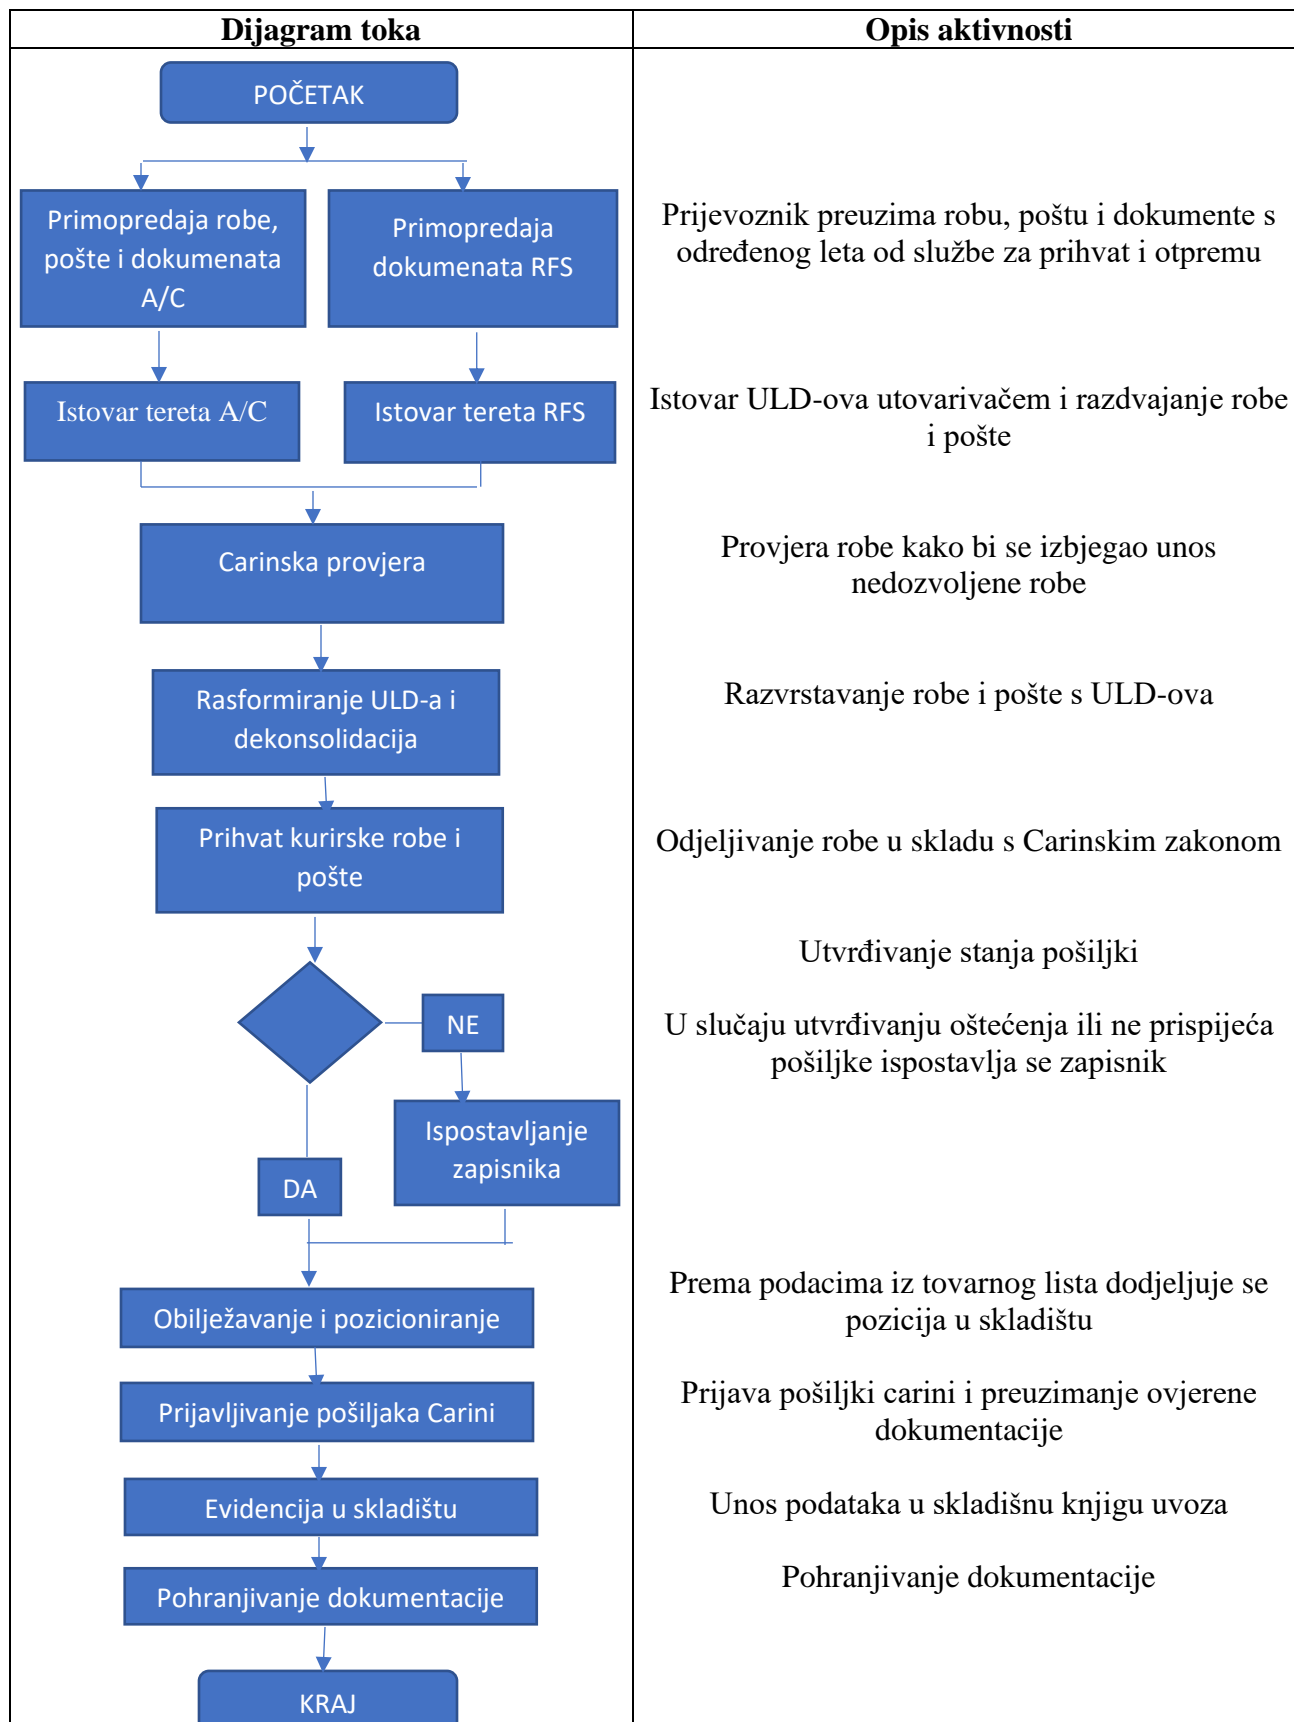 Dijagram toka
Opis aktivnosti
POČETAK
Primopredaja robe,
pošte i dokumenata
A/C
Primopredaja
dokumenata RFS
Prijevoznik preuzima robu, poštu i dokumente s
određenog leta od službe za prihvat i otpremu
Istovar tereta A/C
Istovar tereta RFS
Istovar ULD-ova utovarivačem i razdvajanje robe
i pošte
Carinska provjera
Provjera robe kako bi se izbjegao unos
nedozvoljene robe
Rasformiranje ULD-a i
dekonsolidacija
Razvrstavanje robe i pošte s ULD-ova
Prihvat kurirske robe i
pošte
Odjeljivanje robe u skladu s Carinskim zakonom
Utvrđivanje stanja pošiljki
NE
U slučaju utvrđivanju oštećenja ili ne prispijeća
pošiljke ispostavlja se zapisnik
Ispostavljanje
zapisnika
DA
Obilježavanje i pozicioniranje
Prema podacima iz tovarnog lista dodjeljuje se
pozicija u skladištu
Prijavljivanje pošiljaka Carini
Prijava pošiljki carini i preuzimanje ovjerene
dokumentacije
Evidencija u skladištu
Unos podataka u skladišnu knjigu uvoza
Pohranjivanje dokumentacije
Pohranjivanje dokumentacije
KRAJ